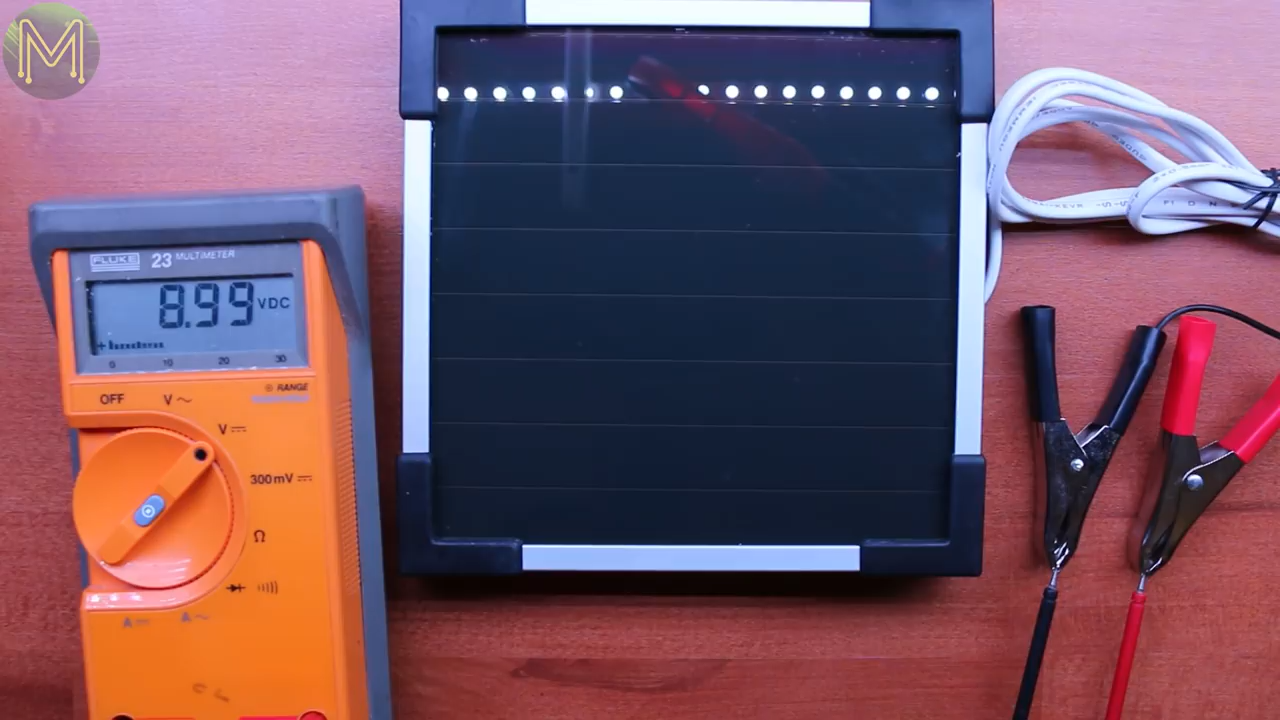 M
FLUKE 23 MULTIMETER
8.99 VDC
0 10 20 30
OFF V~ RANGE
V
300mV
Ω
A A~